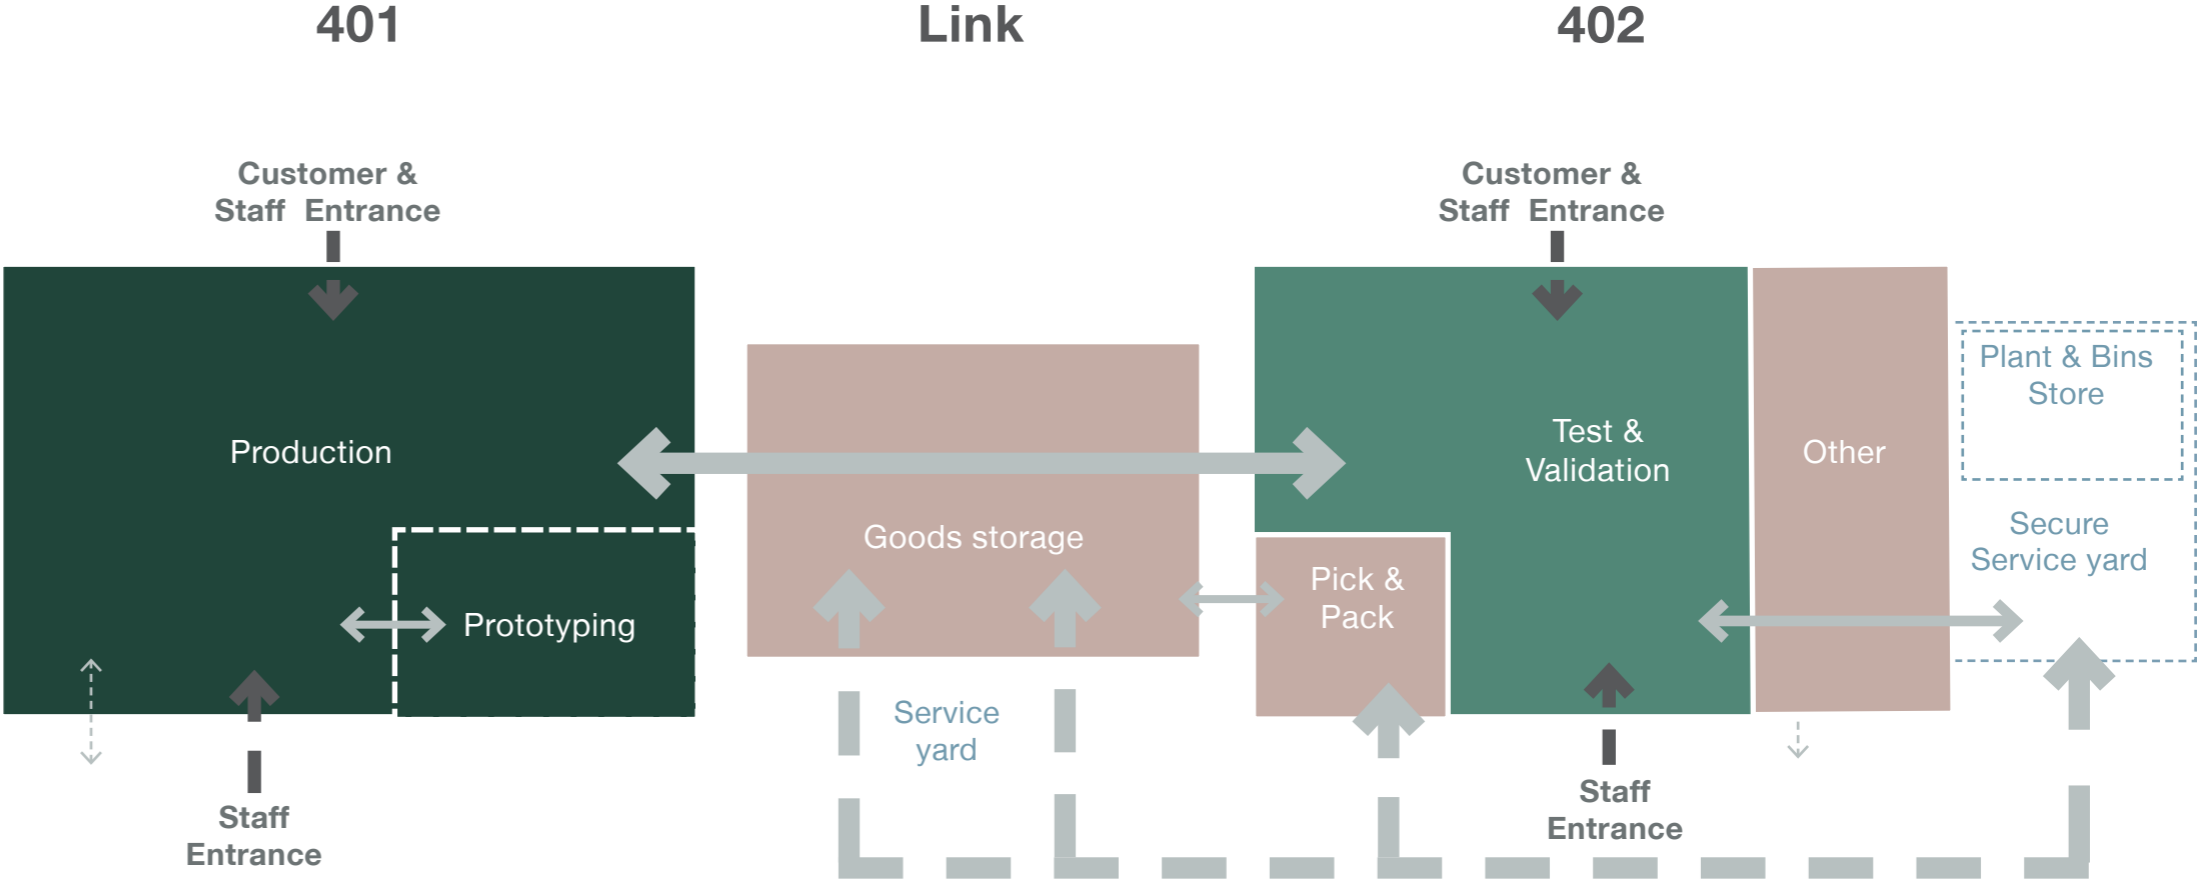 401
Link
402
Customer &
Staff Entrance
Customer &
Staff Entrance
Production
Prototyping
Goods storage
Test &
Validation
Other
Pick &
Pack
Plant & Bins
Store
Secure
Service yard
Service
yard
Staff
Entrance
Staff
Entrance